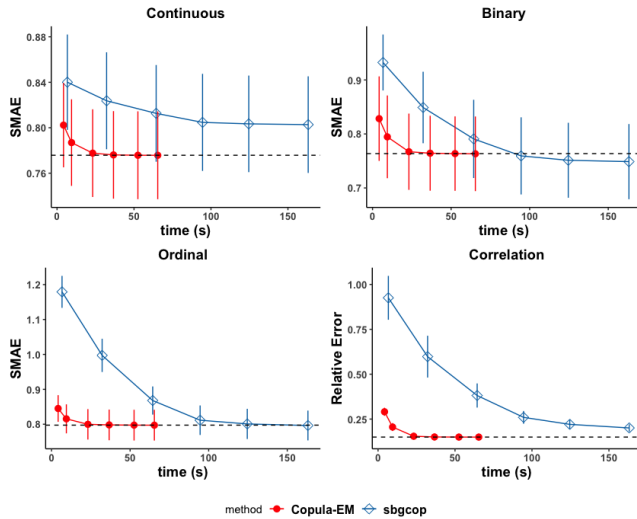 Continuous
Binary
SMAE
0.88
0.84
0.80
0.76
0
50
100
150
time (s)
SMAE
0.9
0.8
0.7
0
50
100
150
time (s)
Ordinal
Correlation
SMAE
1.2
1.1
1.0
0.9
0.8
0
50
100
150
time (s)
Relative Error
1.00
0.75
0.50
0.25
0
50
100
150
time (s)
method Copula-EM sbgcop